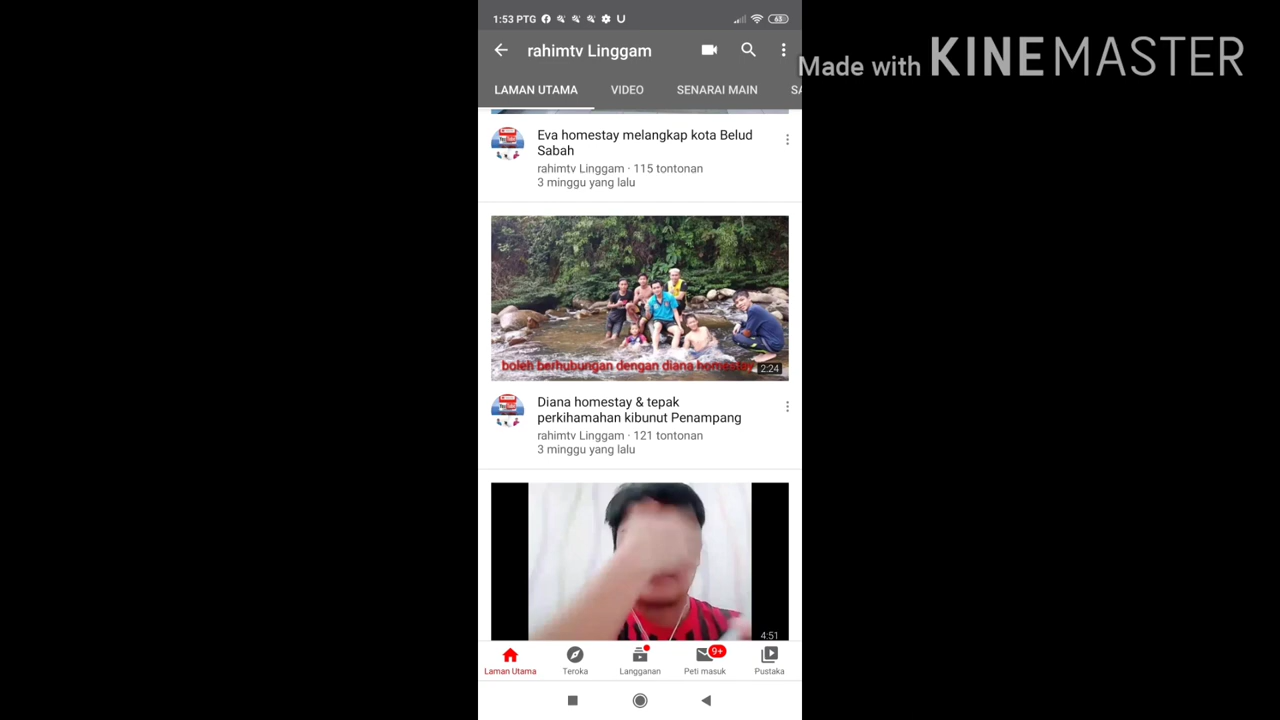 1:53 PTG
63
rahimtv Linggam
Made with KINEMASTER
LAMAN UTAMA VIDEO SENARAI MAIN SA
Eva homestay melangkap kota Belud
Sabah
rahimtv Linggam · 115 tontonan
3 minggu yang lalu
boleh berhubungan dengan diana homestay
2:24
Diana homestay & tepak
perkihamahan kibunut Penampang
rahimtv Linggam · 121 tontonan
3 minggu yang lalu
4:51
9+
Laman Utama Teroka Langganan Peti masuk Pustaka